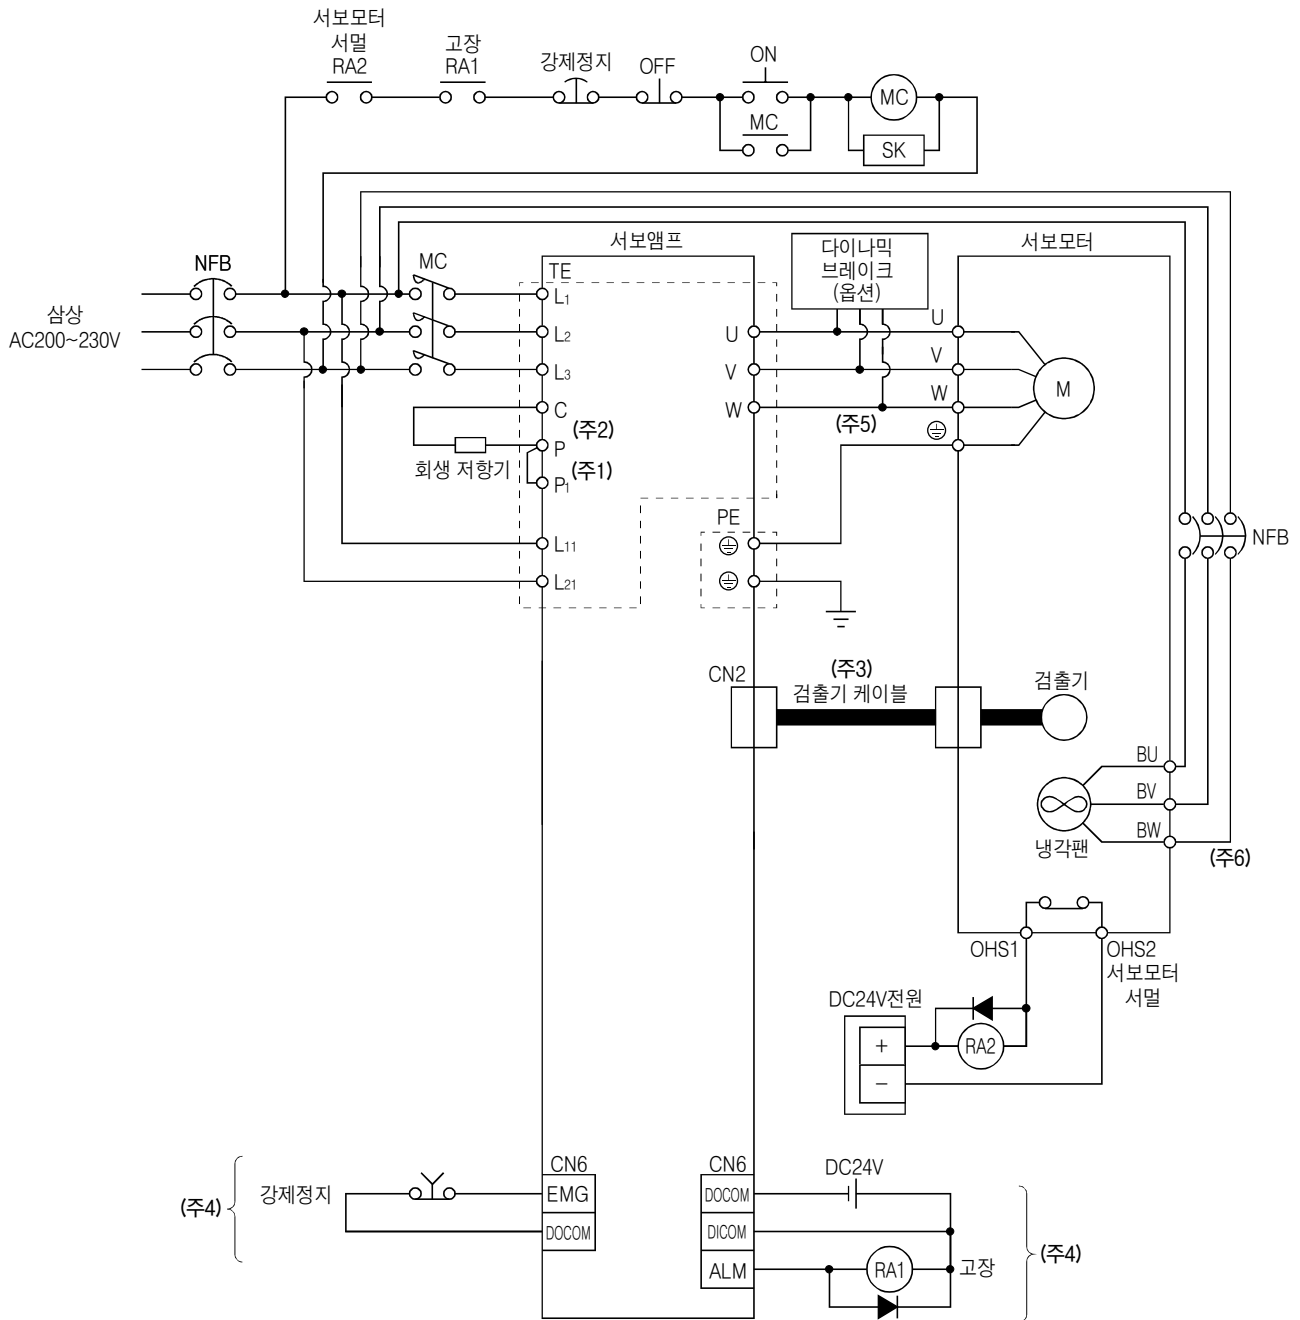 서보모터
서멀
RA2
고장
RA1
강제정지
OFF
ON
MC
MC
SK
서보앰프
다이나믹
브레이크
(옵션)
서보모터
NFB
MC
TE
삼상
AC200~230V
L1
L2
L3
C
(주2)
P
회생 저항기
(주1)
P1
L11
L21
U
V
W
(주5)
U
V
W
M
PE
NFB
CN2
(주3)
검출기 케이블
검출기
BU
BV
BW
냉각팬
(주6)
OHS1
OHS2
서보모터
서멀
DC24V전원
+
−
RA2
(주4)
강제정지
CN6
EMG
DOCOM
CN6
DOCOM
DICOM
ALM
DC24V
RA1
고장
(주4)